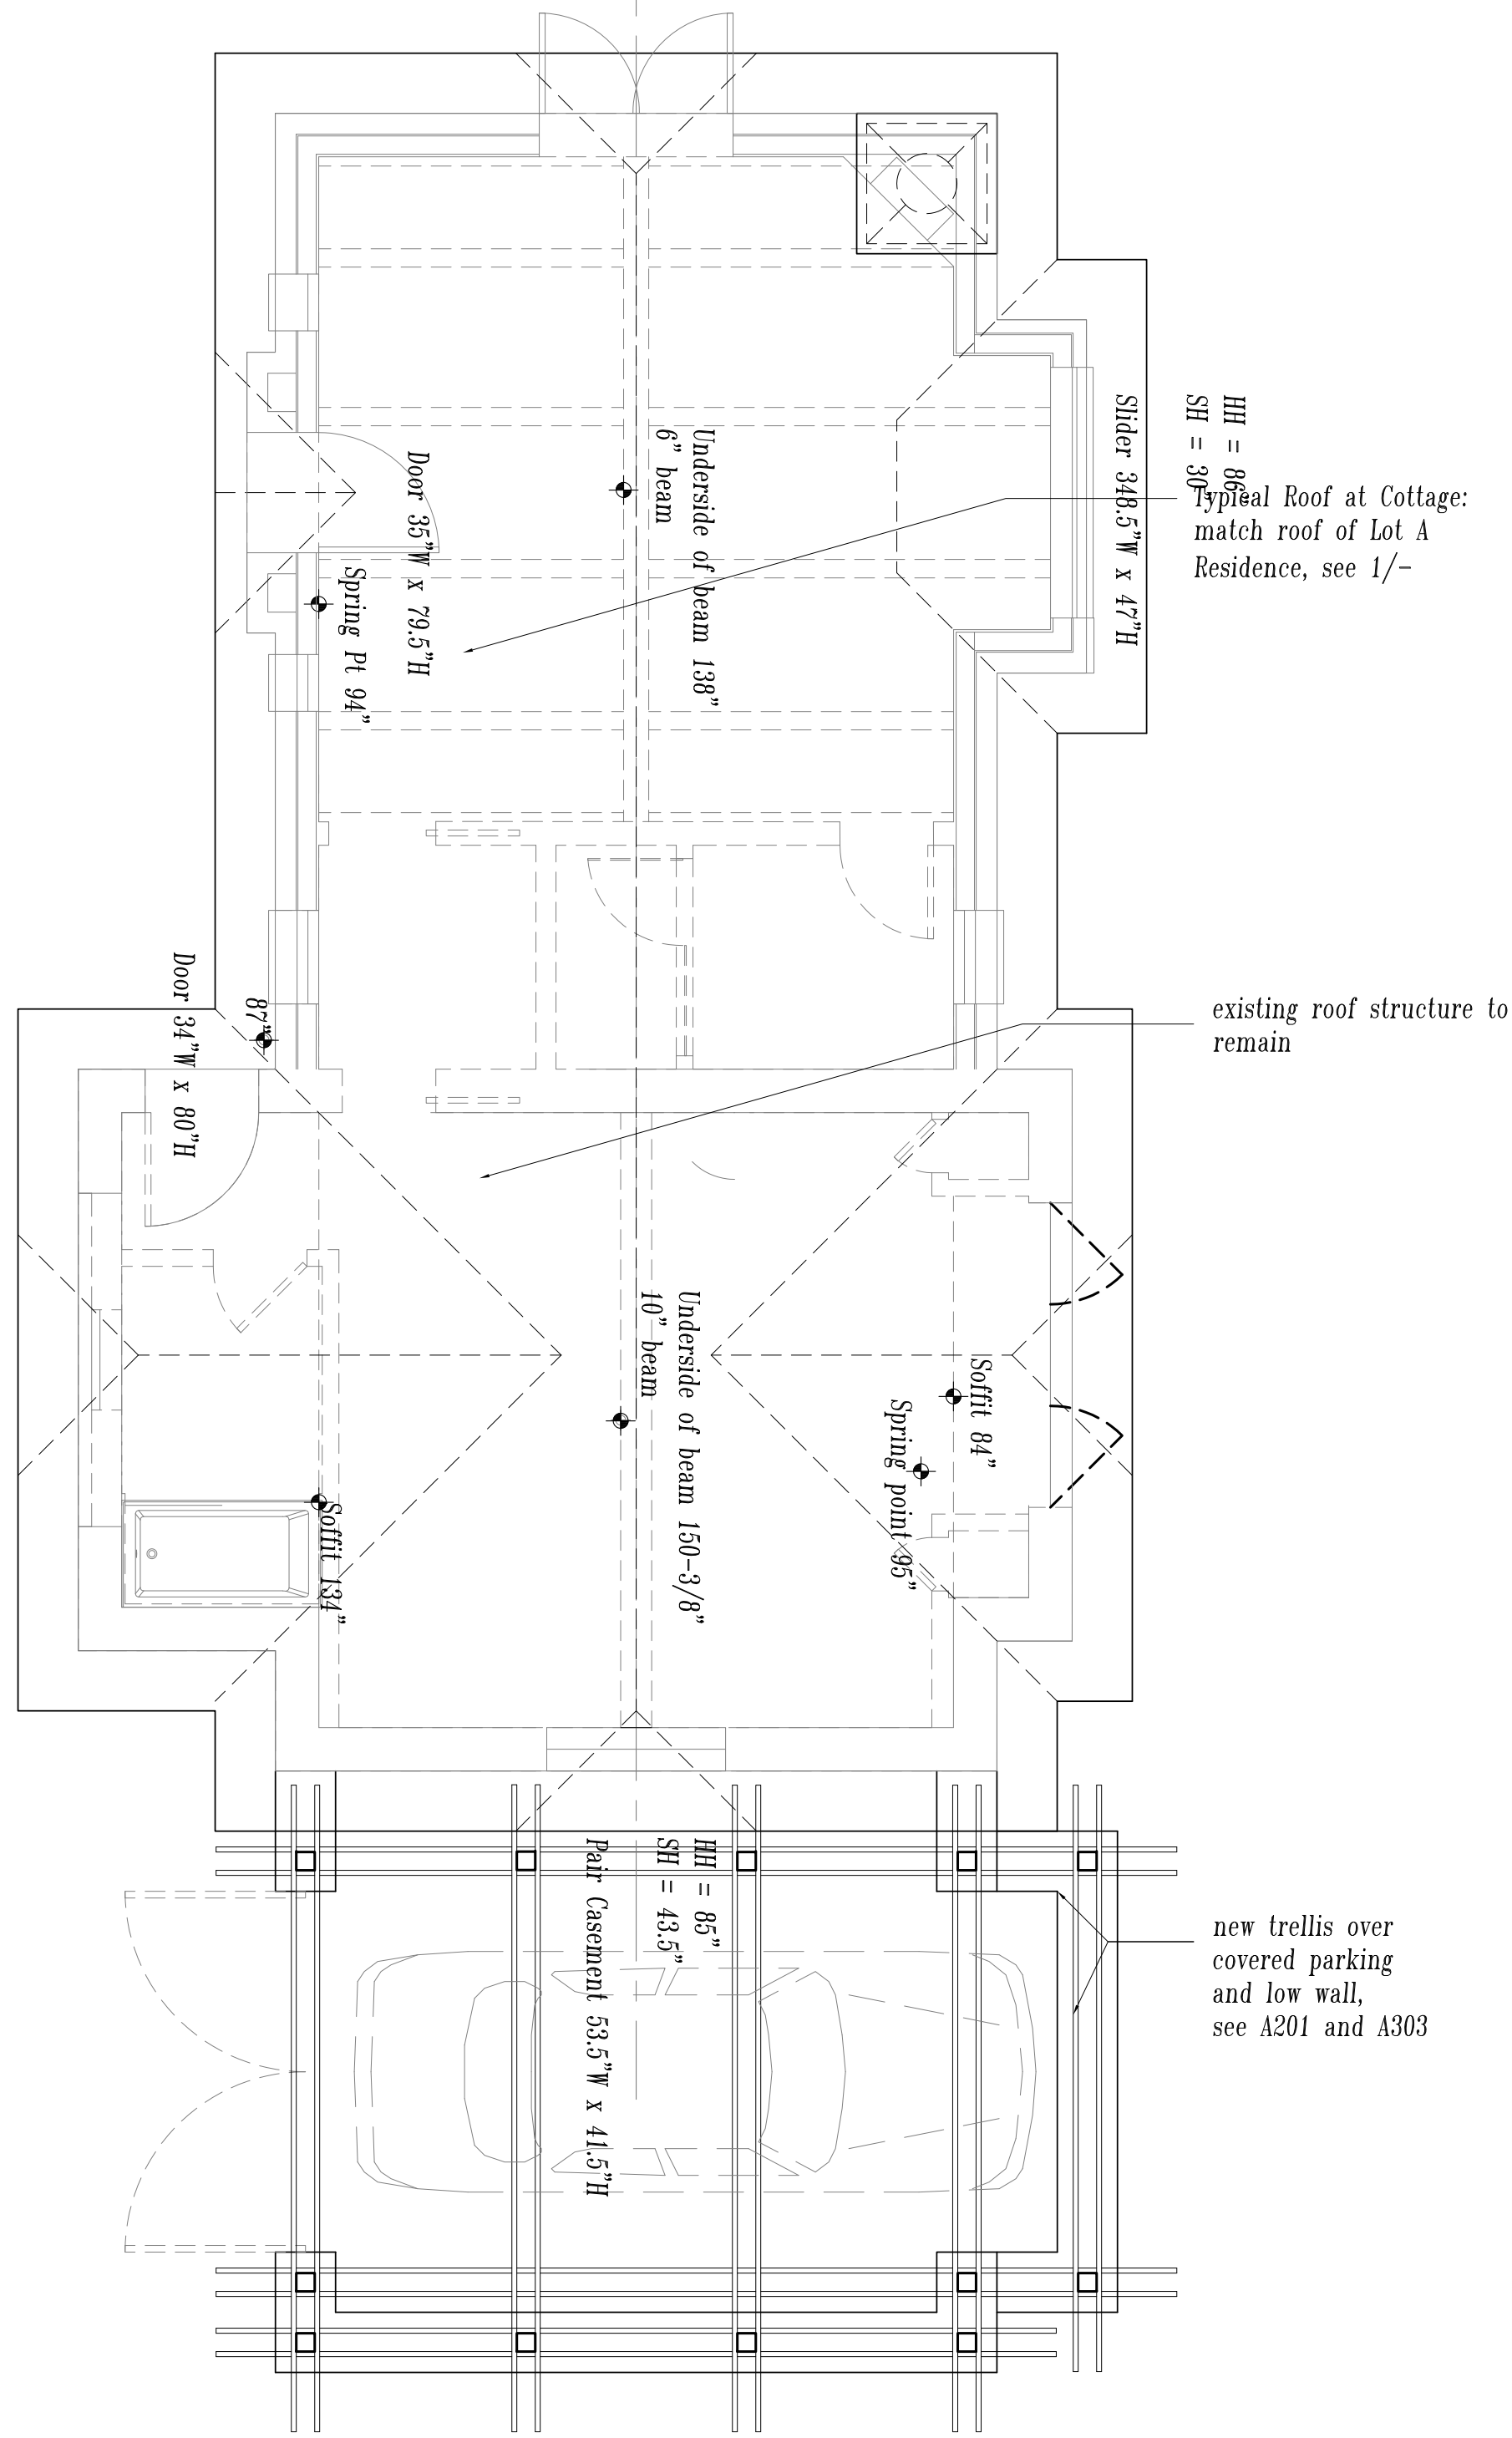 HH = 86"
SH = 30"
Slider 348.5"W x 47"H
Typical Roof at Cottage:
match roof of Lot A
Residence, see 1/-
Underside of beam 138"
6" beam
Door 35"W x 79.5"H
Spring Pt 94"
existing roof structure to
remain
87"
Door 34"W x 80"H
Underside of beam 150-3/8"
10" beam
Soffit 84"
Spring point 95"
Soffit 134"
HH = 85"
SH = 43.5"
Pair Casement 53.5"W x 41.5"H
new trellis over
covered parking
and low wall,
see A201 and A303